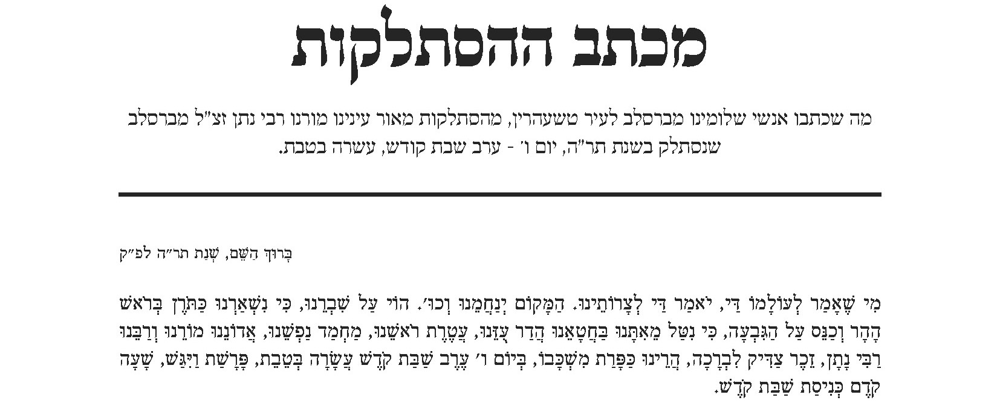 מכתב ההסתלקות
מה שכתבו אנשי שלומינו מברסלב לעיר טשעהרין, מהסתלקות מאור עינינו מורנו רבי נתן זצ"ל מברסלב
שנסתלק בשנת תר"ה, יום ו׳ - ערב שבת קודש, עשרה בטבת.
בָּרוּךְ הַשֵּׁם, שְׁנַת תר״ה לפ״ק
מִי שֶׁאָמַר לְעוֹלָמוֹ דַּי, יֹאמַר דַּי לְצָרוֹתֵינוּ. הַמָּקוֹם יְנַחֲמֵנוּ וְכוּ׳. הוֹי עַל שִׁבְרֵנוּ, כִּי נִשְׁאַרְנוּ כַּתֹּרֶן בְּרֹאשׁ
הָהָר וְכַנֵּס עַל הַגִּבְעָה, כִּי נִטַּל מֵאִתָּנוּ בַּחֲטָאֵנוּ הֲדַר עֻזֵּנוּ, עֲטֶרֶת רֹאשֵׁנוּ, מַחְמַד נַפְשֵׁנוּ, אֲדוֹנֵנוּ מוֹרֵנוּ וְרַבֵּנוּ
רַבִּי נָתָן, זֵכֶר צַדִּיק לִבְרָכָה, הֲרֵינוּ כַּפָּרַת מִשְׁכָּבוֹ, בְּיוֹם ו׳ עֶרֶב שַׁבַּת קֹדֶשׁ עֲשָׂרָה בְּטֵבֵת, פָּרָשַׁת וַיִּגַּשׁ, שָׁעָה
קֹדֶם כְּנִיסַת שַׁבַּת קֹדֶשׁ.